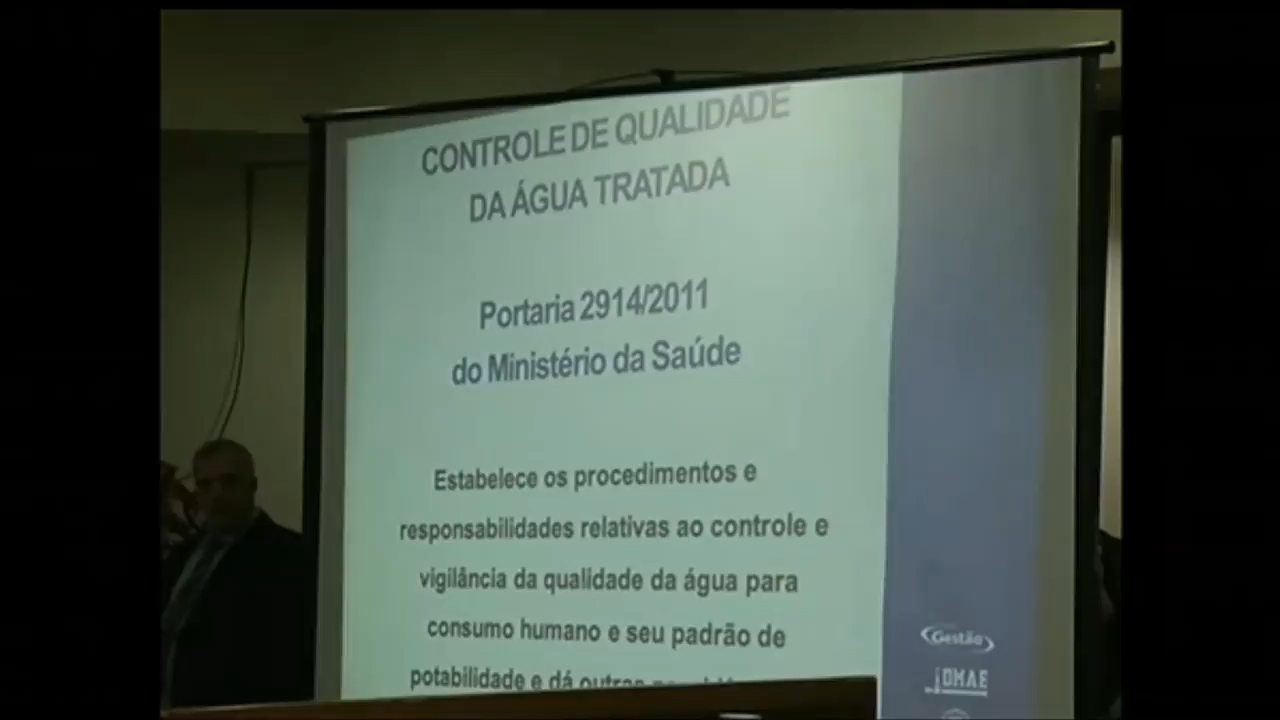 CONTROLE DE QUALIDADE
DA ÁGUA TRATADA
Portaria 2914/2011
do Ministério da Saúde
Estabelece os procedimentos e
responsabilidades relativas ao controle e
vigilância da qualidade da água para
consumo humano e seu padrão de
potabilidade e dá outras
Gestão
DMAE